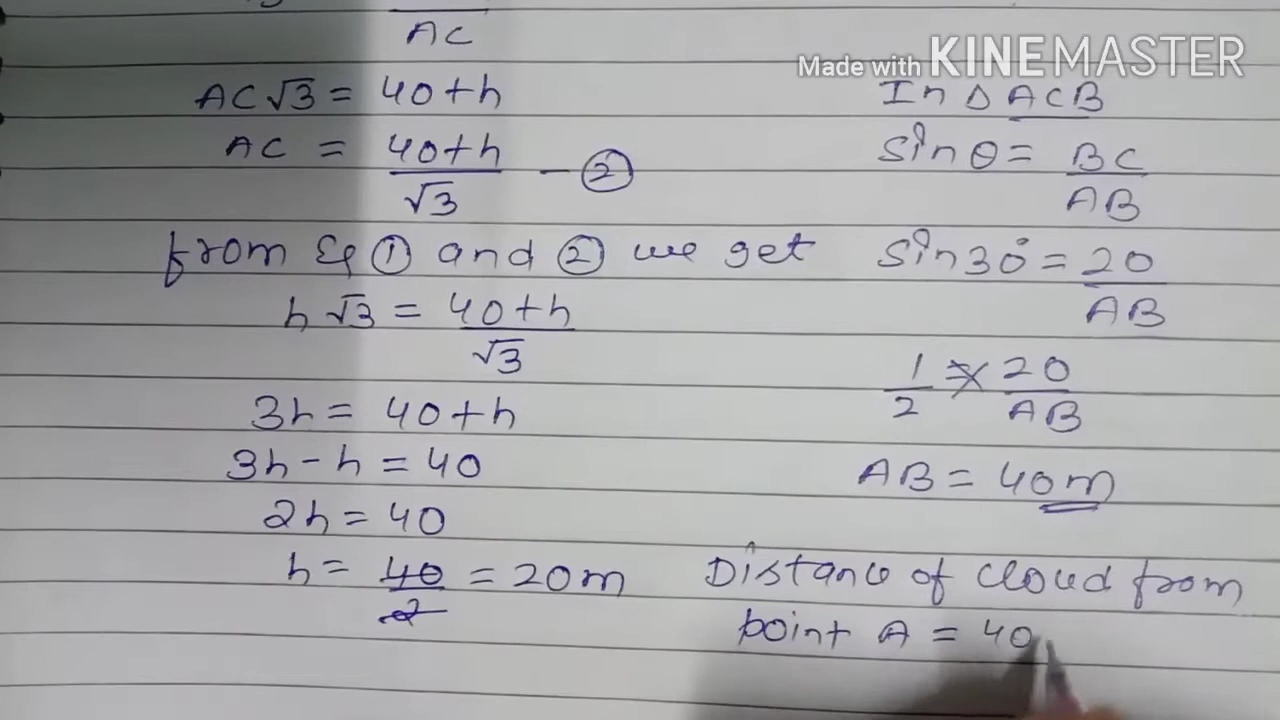 AC
AC√3 = 40+h
AC = 40+h/√3 — ②
from Eq ① and ② we get
h√3 = 40+h/√3
3h = 40+h
3h - h = 40
2h = 40
h = 40/2 = 20m
Made with KINEMASTER
In △ ACB
Sinθ = BC/AB
Sin30° = 20/AB
1/2 = 20/AB
AB = 40m
Distance of cloud from
point A = 40